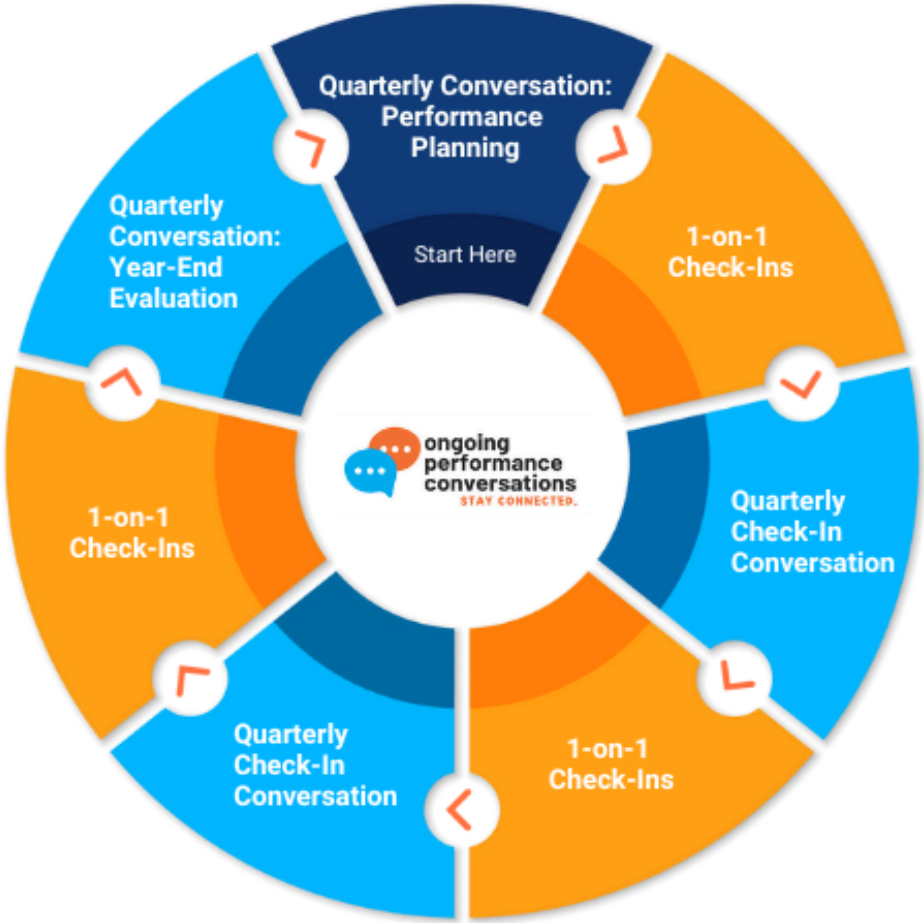 Quarterly Conversation:
Performance
Planning
Start Here
1-on-1
Check-Ins
Quarterly
Check-In
Conversation
1-on-1
Check-Ins
Quarterly
Check-In
Conversation
1-on-1
Check-Ins
Quarterly
Conversation:
Year-End
Evaluation
ongoing
performance
conversations
STAY CONNECTED.